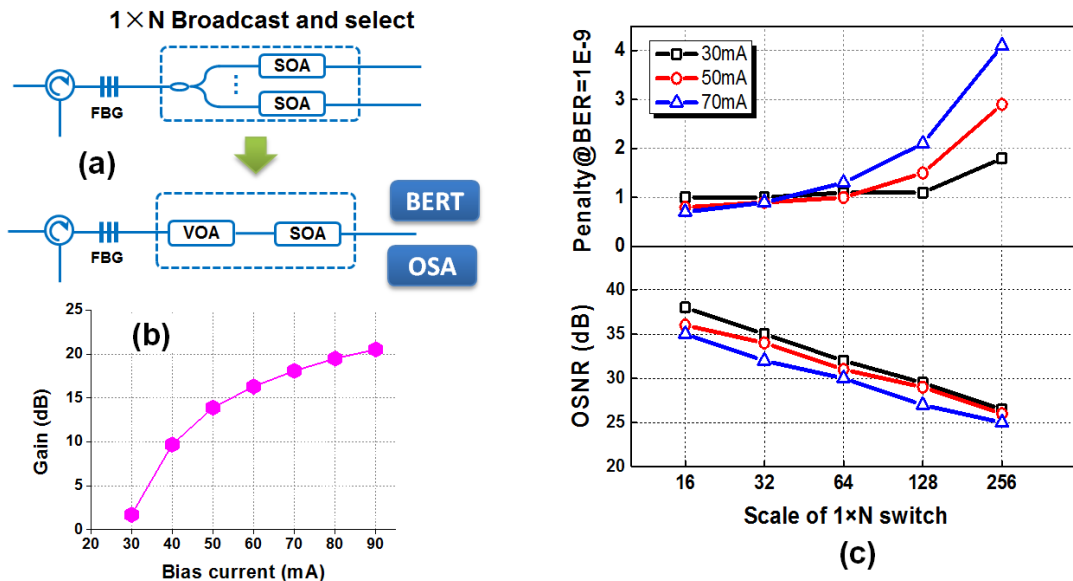 1×N Broadcast and select
SOA
⋮
SOA
FBG
(a)
VOA
SOA
FBG
BERT
OSA
(b)
25
20
15
10
5
0
Gain (dB)
20 30 40 50 60 70 80 90
Bias current (mA)
30mA
50mA
70mA
4
3
2
1
0
Penalty@BER=1E-9
40
35
30
25
20
OSNR (dB)
16 32 64 128 256
Scale of 1×N switch
(c)